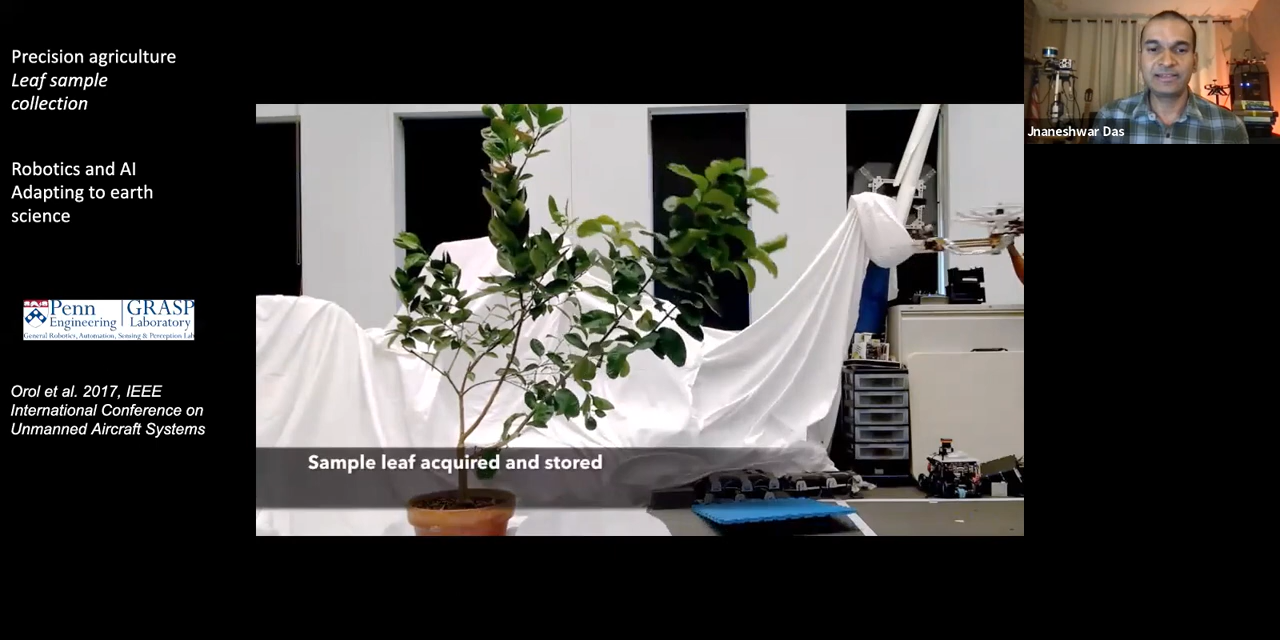 Precision agriculture
Leaf sample
collection
Robotics and AI
Adapting to earth
science
Penn
Engineering
GRASP
Laboratory
General Robotics, Automation, Sensing & Perception Lab
Orol et al. 2017, IEEE
International Conference on
Unmanned Aircraft Systems
Sample leaf acquired and stored
Jnaneshwar Das